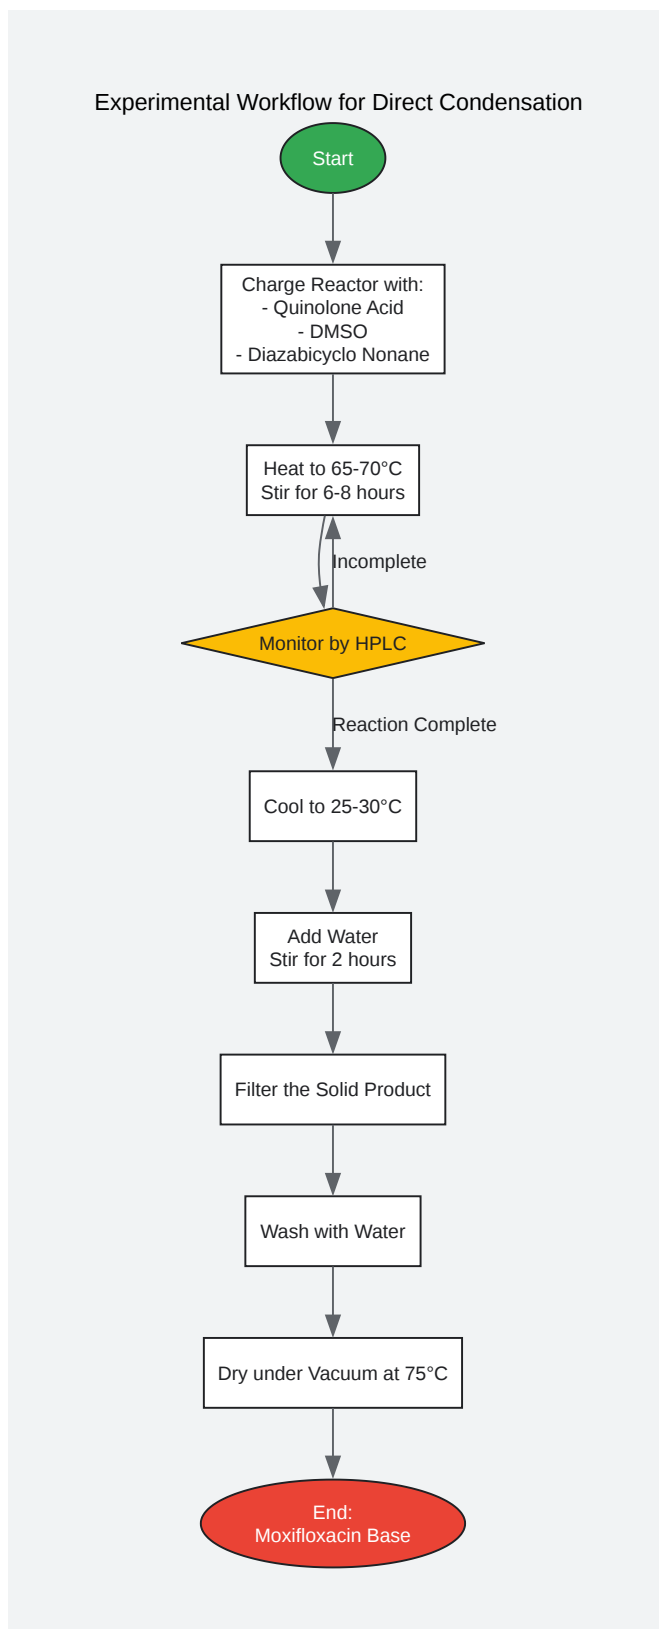 Experimental Workflow for Direct Condensation
Start
Charge Reactor with:
- Quinolone Acid
- DMSO
- Diazabicyclo Nonane
Heat to 65-70°C
Stir for 6-8 hours
Incomplete
Monitor by HPLC
Reaction Complete
Cool to 25-30°C
Add Water
Stir for 2 hours
Filter the Solid Product
Wash with Water
Dry under Vacuum at 75°C
End:
Moxifloxacin Base